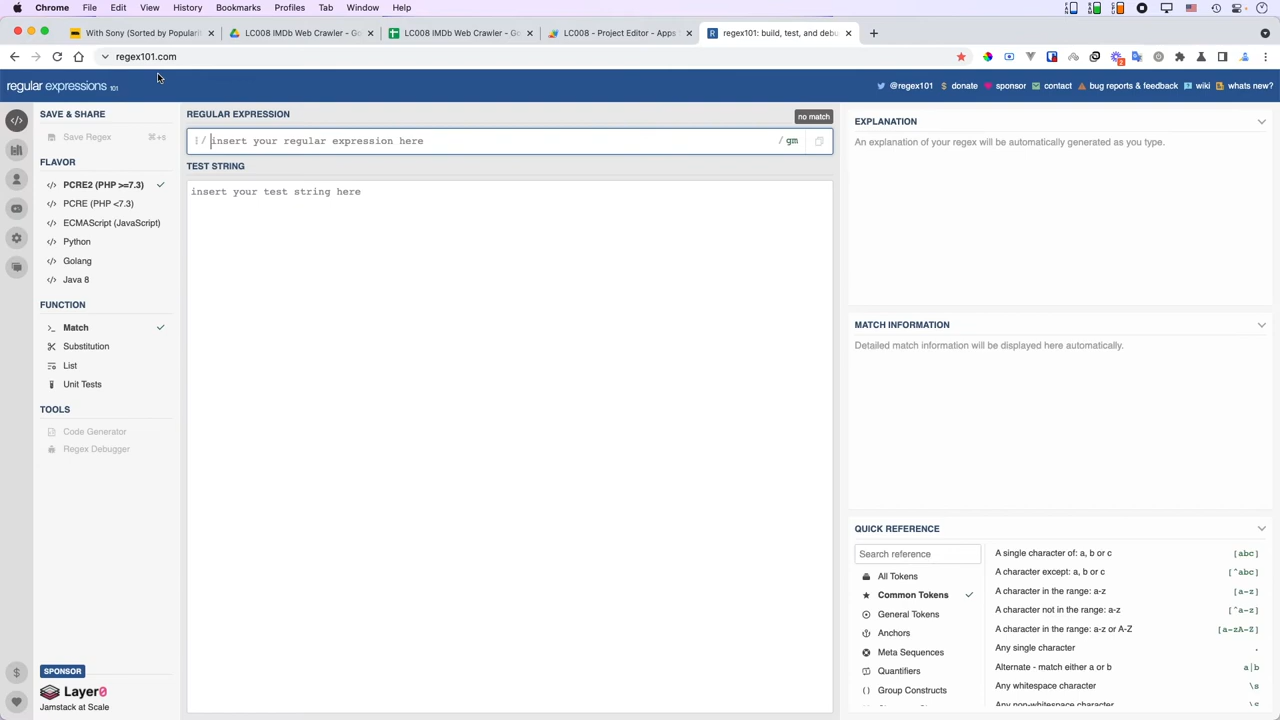 Chrome File Edit View History Bookmarks Profiles Tab Window Help
With Sony (Sorted by Populari
LC008 IMDb Web Crawler - Go
LC008 IMDb Web Crawler - Go
LC008 - Project Editor - Apps
regex101: build, test, and debu
regex101.com
regular expressions 101
@regex101 donate sponsor contact bug reports & feedback wiki whats new?
SAVE & SHARE
Save Regex ⌘+s
FLAVOR
PCRE2 (PHP >=7.3)
PCRE (PHP <7.3)
ECMAScript (JavaScript)
Python
Golang
Java 8
FUNCTION
Match
Substitution
List
Unit Tests
TOOLS
Code Generator
Regex Debugger
SPONSOR
Layer0
Jamstack at Scale
REGULAR EXPRESSION
no match
/ insert your regular expression here / gm
TEST STRING
insert your test string here
EXPLANATION
An explanation of your regex will be automatically generated as you type.
MATCH INFORMATION
Detailed match information will be displayed here automatically.
QUICK REFERENCE
Search reference
All Tokens
Common Tokens
General Tokens
Anchors
Meta Sequences
Quantifiers
Group Constructs
A single character of: a, b or c [abc]
A character except: a, b or c [^abc]
A character in the range: a-z [a-z]
A character not in the range: a-z [^a-z]
A character in the range: a-z or A-Z [a-zA-Z]
Any single character .
Alternate - match either a or b a|b
Any whitespace character \s
Any non-whitespace character \S